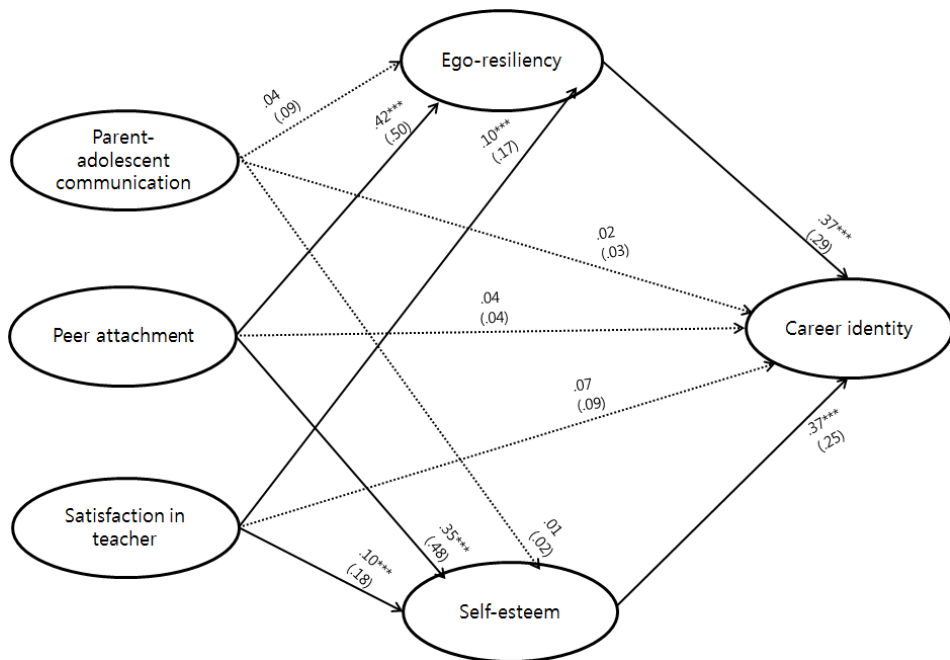 Ego-resiliency
.04
(.09)
.42***
(.50)
.10***
(.17)
Parent-
adolescent
communication
.02
(.03)
.37***
(.29)
Peer attachment
.04
(.04)
Career identity
.07
(.09)
.37***
(.25)
Satisfaction in
teacher
.10***
(.18)
.35***
(.48)
.01
(.02)
Self-esteem